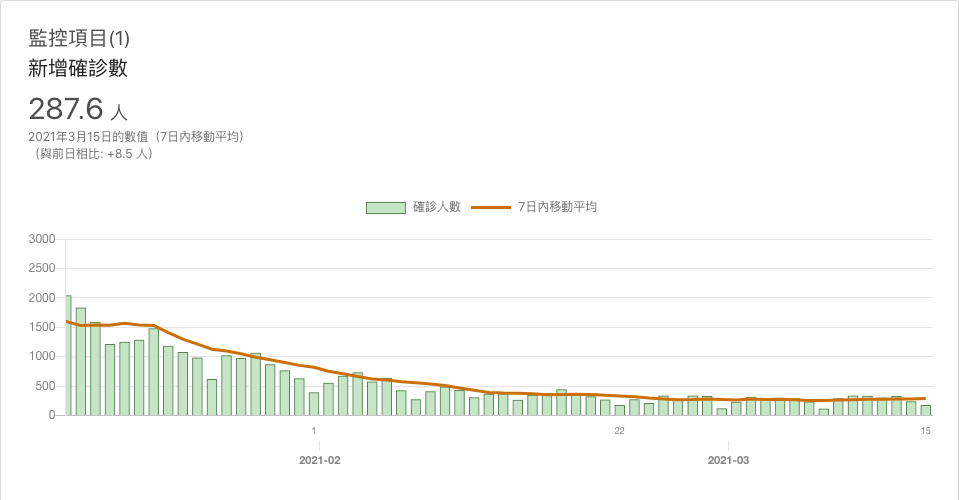 監控項目(1)
新增確診數
287.6 人
2021年3月15日的數值（7日內移動平均）
（與前日相比: +8.5 人）
確診人數 7日內移動平均
3000
2500
2000
1500
1000
500
0
1 22 15
2021-02 2021-03